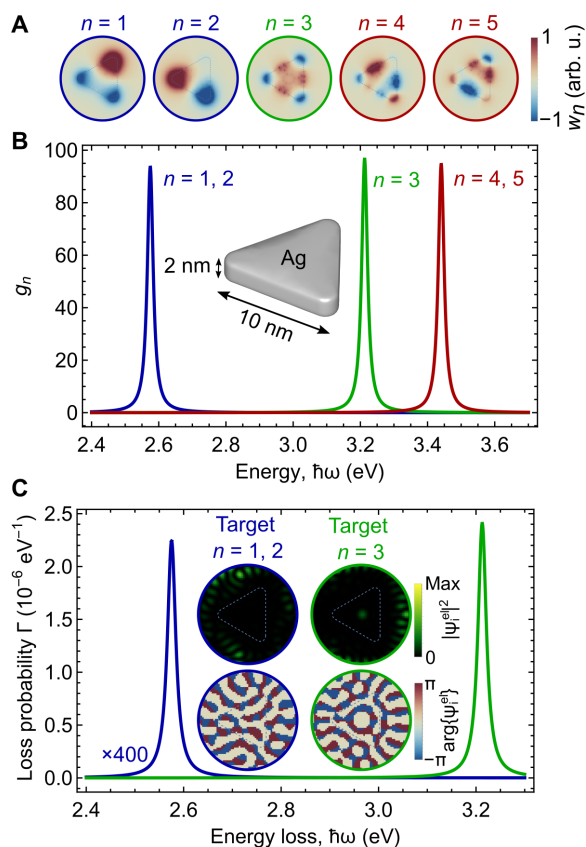 A
n = 1 n = 2 n = 3 n = 4 n = 5
1
−1
wn (arb. u.)
B
100
80
60
40
20
0
gn
n = 1, 2
n = 3
n = 4, 5
Ag
2 nm
10 nm
2.4 2.6 2.8 3.0 3.2 3.4 3.6
Energy, ħω (eV)
C
2.5
2.0
1.5
1.0
0.5
0.0
Loss probability Γ (10⁻⁶ eV⁻¹)
Target Target
n = 1, 2 n = 3
Max
0
|ψᵢᵉˡ|²
π
−π
arg{ψᵢᵉˡ}
×400
2.4 2.6 2.8 3.0 3.2
Energy loss, ħω (eV)